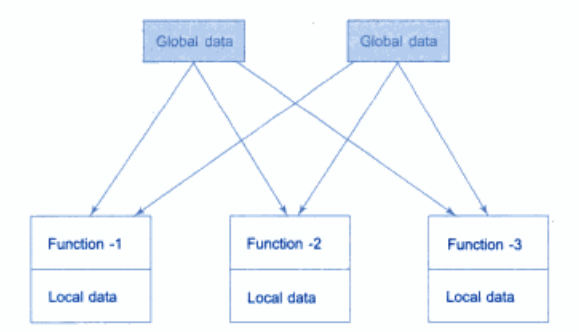 Global data
Global data
Function -1
Function -2
Function -3
Local data
Local data
Local data